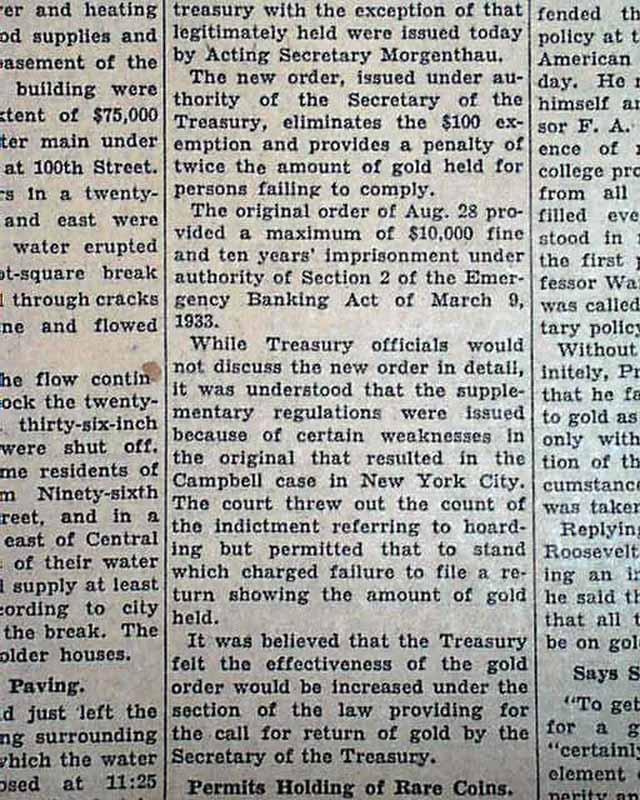 er and heating
od supplies and
basement of the
building were
xtent of $75,000
ter main under
at 100th Street.
rs in a twenty-
and east were
water erupted
ot-square break
through cracks
ne and flowed
he flow contin
ock the twenty-
thirty-six-inch
were shut off.
me residents of
m Ninety-sixth
reet, and in a
east of Central
of their water
supply at least
cording to city
the break. The
older houses.
Paving.
d just left the
ng surrounding
which the water
osed at 11:25
treasury with the exception of that
legitimately held were issued today
by Acting Secretary Morgenthau.
The new order, issued under au-
thority of the Secretary of the
Treasury, eliminates the $100 ex-
emption and provides a penalty of
twice the amount of gold held for
persons failing to comply.
The original order of Aug. 28 pro-
vided a maximum of $10,000 fine
and ten years' imprisonment under
authority of Section 2 of the Emer-
gency Banking Act of March 9,
1933.
While Treasury officials would
not discuss the new order in detail,
it was understood that the supple-
mentary regulations were issued
because of certain weaknesses in
the original that resulted in the
Campbell case in New York City.
The court threw out the count of
the indictment referring to hoard-
ing but permitted that to stand
which charged failure to file a re-
turn showing the amount of gold
held.
It was believed that the Treasury
felt the effectiveness of the gold
order would be increased under the
section of the law providing for
the call for return of gold by the
Secretary of the Treasury.
Permits Holding of Rare Coins.
fended th
policy at t
American
day. He
himself a
sor F. A.
ence of
college pro
from all
filled eve
stood in
the first p
fessor Wa
was called
tary policy
Without
initely, Pr
that he fa
to gold as
only with
tion of th
cumstance
was taken
Replying
Roosevelt
ing an i
he said th
that all t
be on gol
Says S
"To get
for a g
"certainly
element
perity an